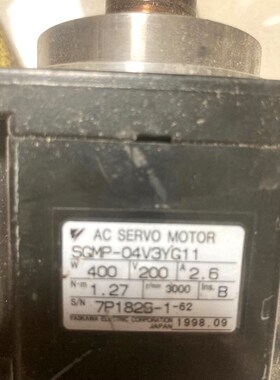 AC SERVO MOTOR
SGMP-04V3YG11
W 400 V 200 A 2.6
N·m 1.27 r/min 3000 Ins. B
S/N 7P182S-1-62
YASKAWA ELECTRIC CORPORATION
JAPAN 1998.09